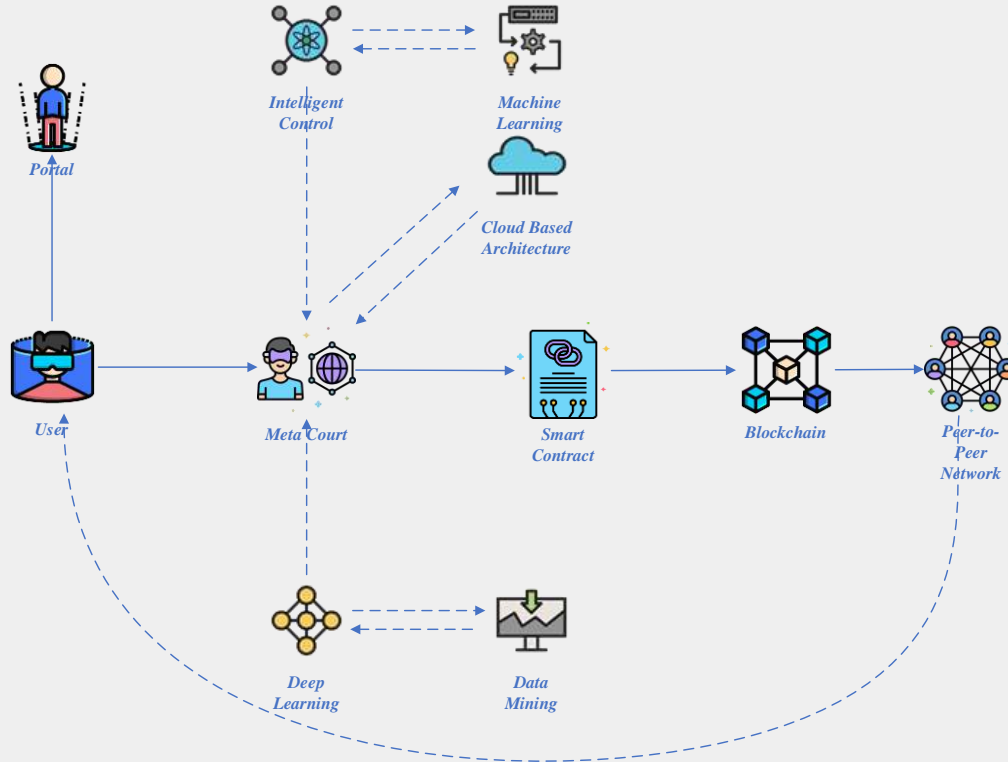 Intelligent
Control
Machine
Learning
Portal
Cloud Based
Architecture
User
Meta Court
Smart
Contract
Blockchain
Peer-to-
Peer
Network
Deep
Learning
Data
Mining